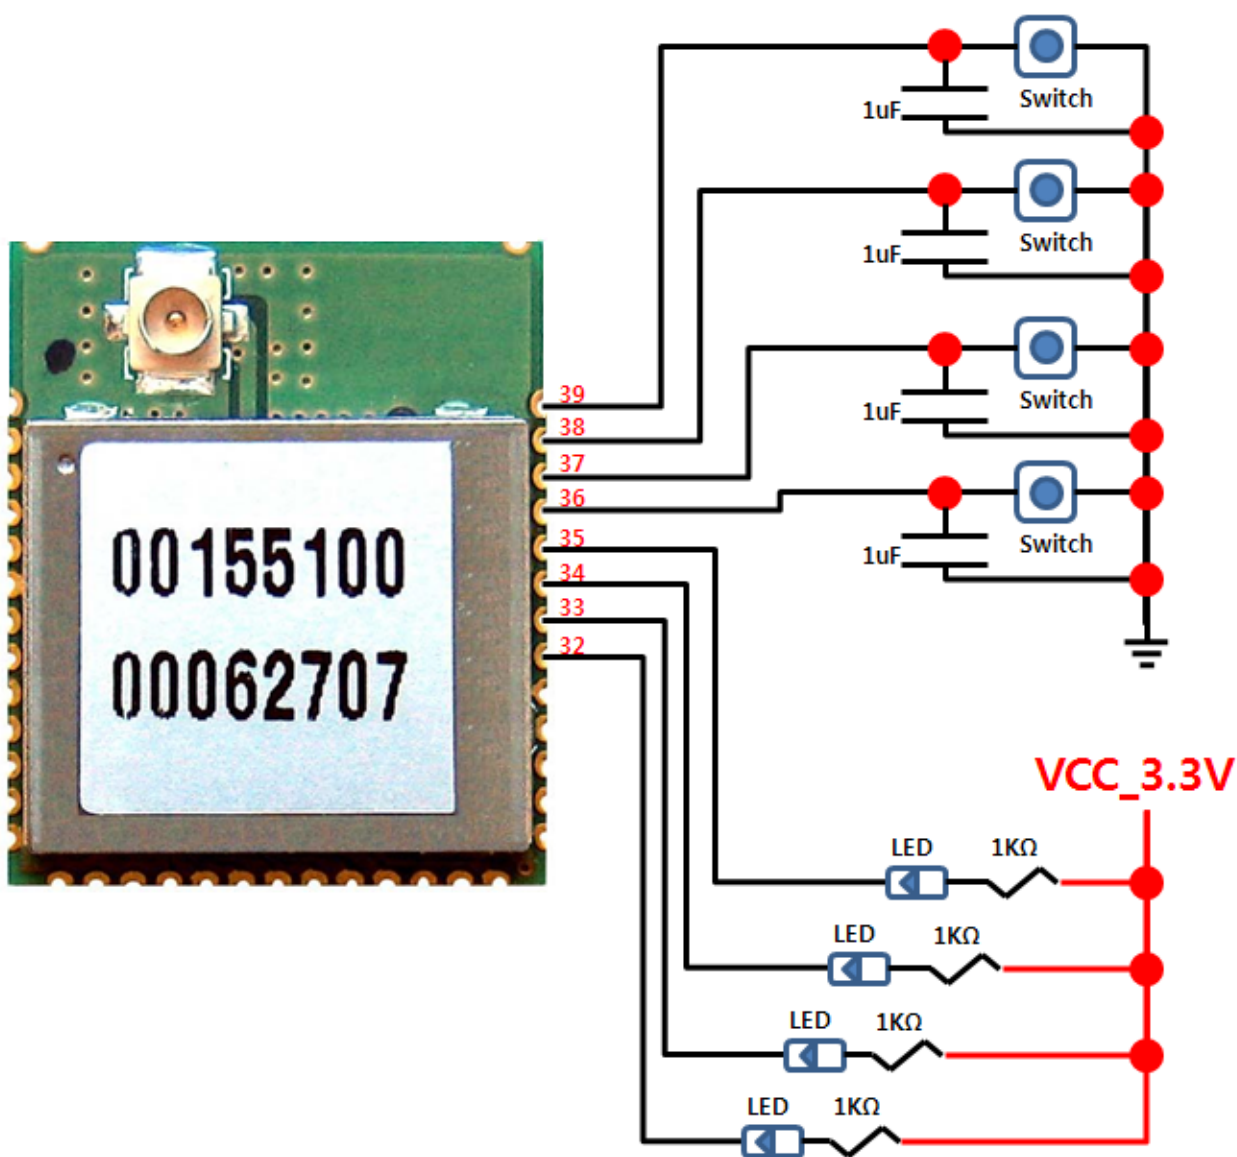 1uF
Switch
1uF
Switch
39
38
1uF
Switch
37
36
35
1uF
Switch
00155100
34
33
32
00062707
VCC_3.3V
LED 1KΩ
LED 1KΩ
LED 1KΩ
LED 1KΩ